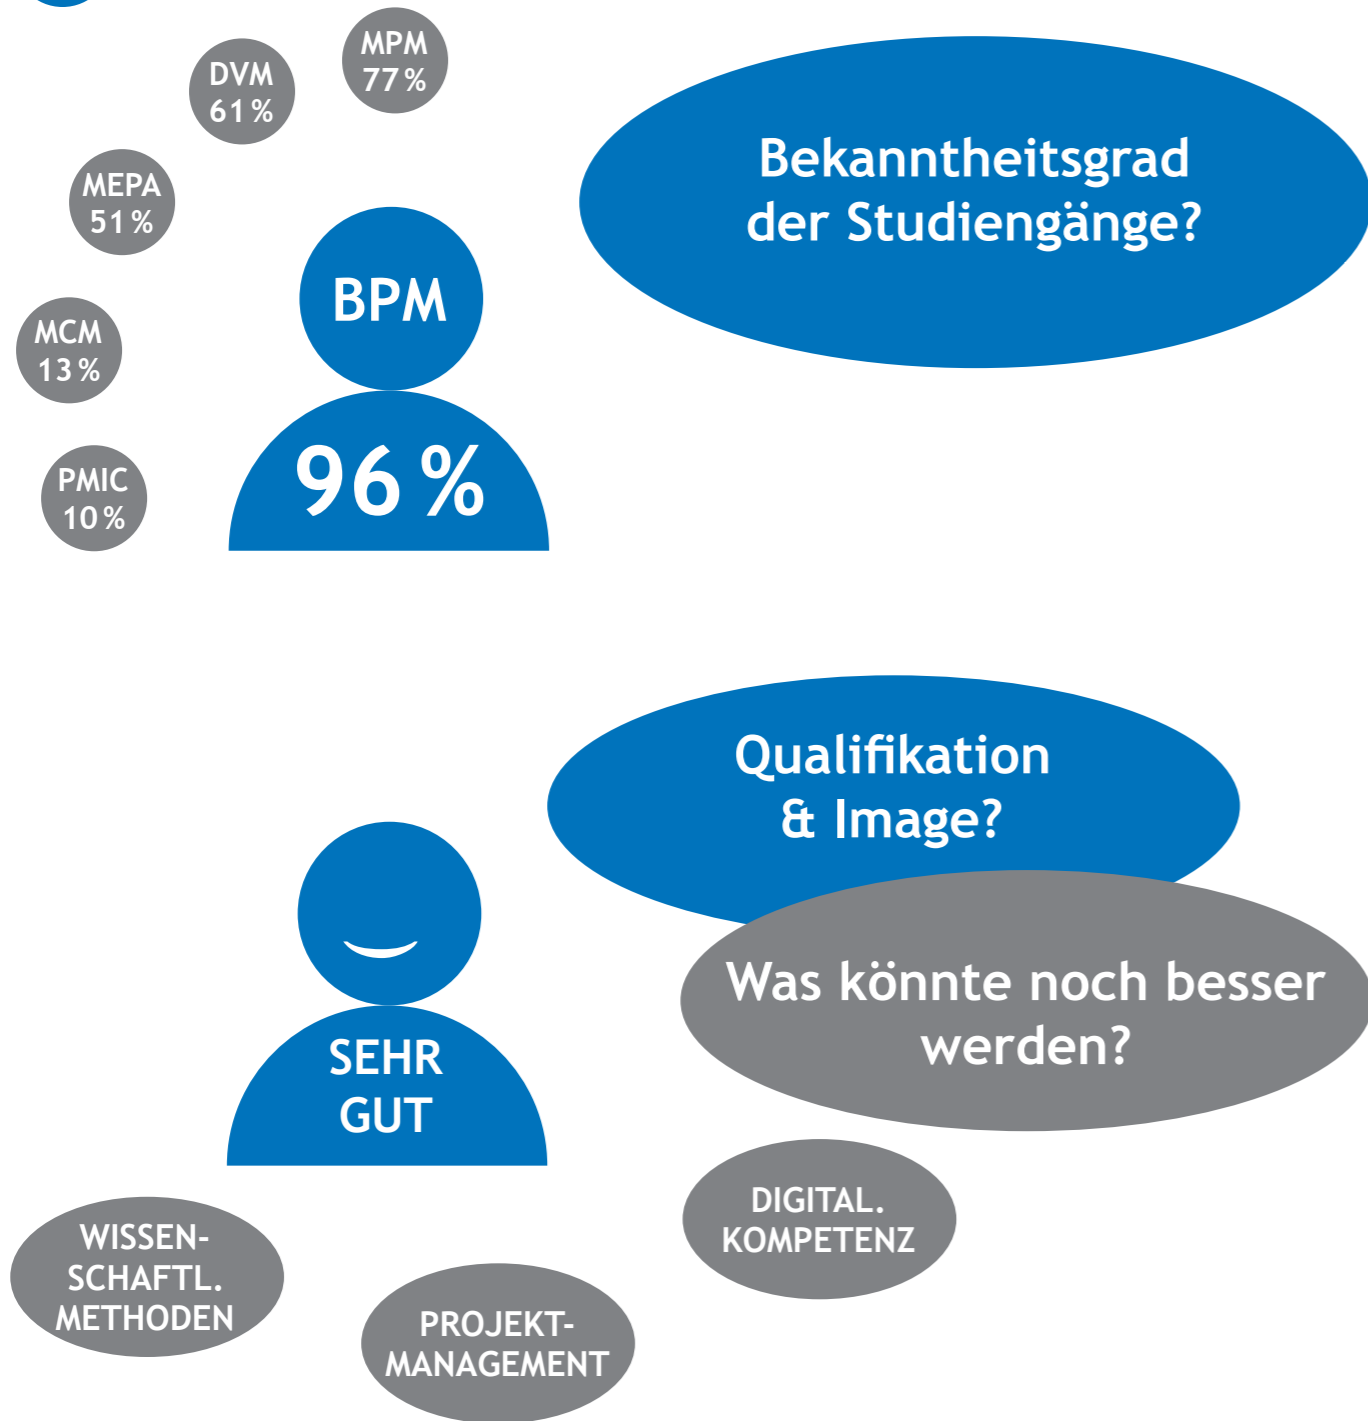 MPM
77 %
DVM
61 %
MEPA
51 %
MCM
13 %
PMIC
10 %
BPM
96 %
Bekanntheitsgrad
der Studiengänge?
Qualifikation
& Image?
Was könnte noch besser
werden?
SEHR
GUT
WISSEN-
SCHAFTL.
METHODEN
PROJEKT-
MANAGEMENT
DIGITAL.
KOMPETENZ